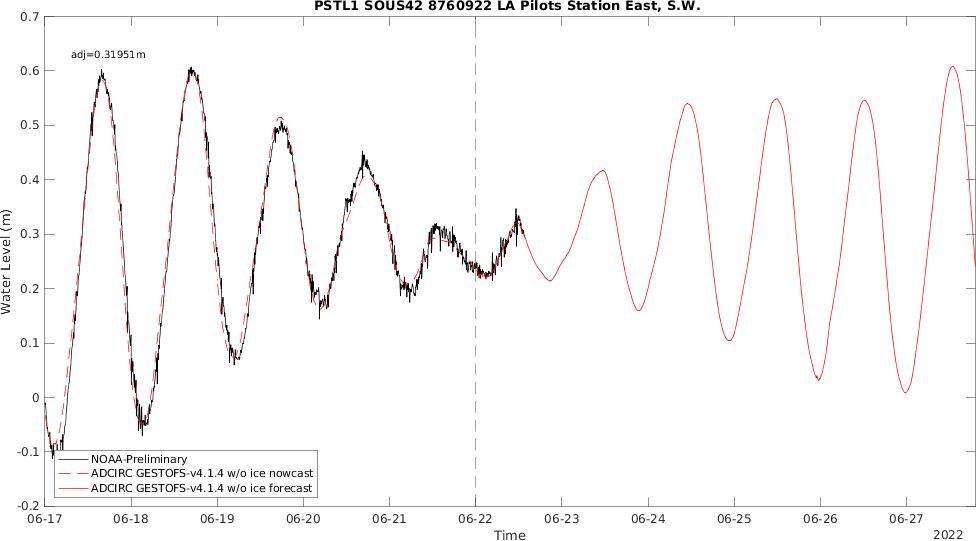 PSTL1 SOUS42 8760922 LA Pilots Station East, S.W.
adj=0.31951m
Water Level (m)
0.7
0.6
0.5
0.4
0.3
0.2
0.1
0
-0.1
-0.2
NOAA-Preliminary
ADCIRC GESTOFS-v4.1.4 w/o ice nowcast
ADCIRC GESTOFS-v4.1.4 w/o ice forecast
06-17 06-18 06-19 06-20 06-21 06-22 06-23 06-24 06-25 06-26 06-27
Time
2022